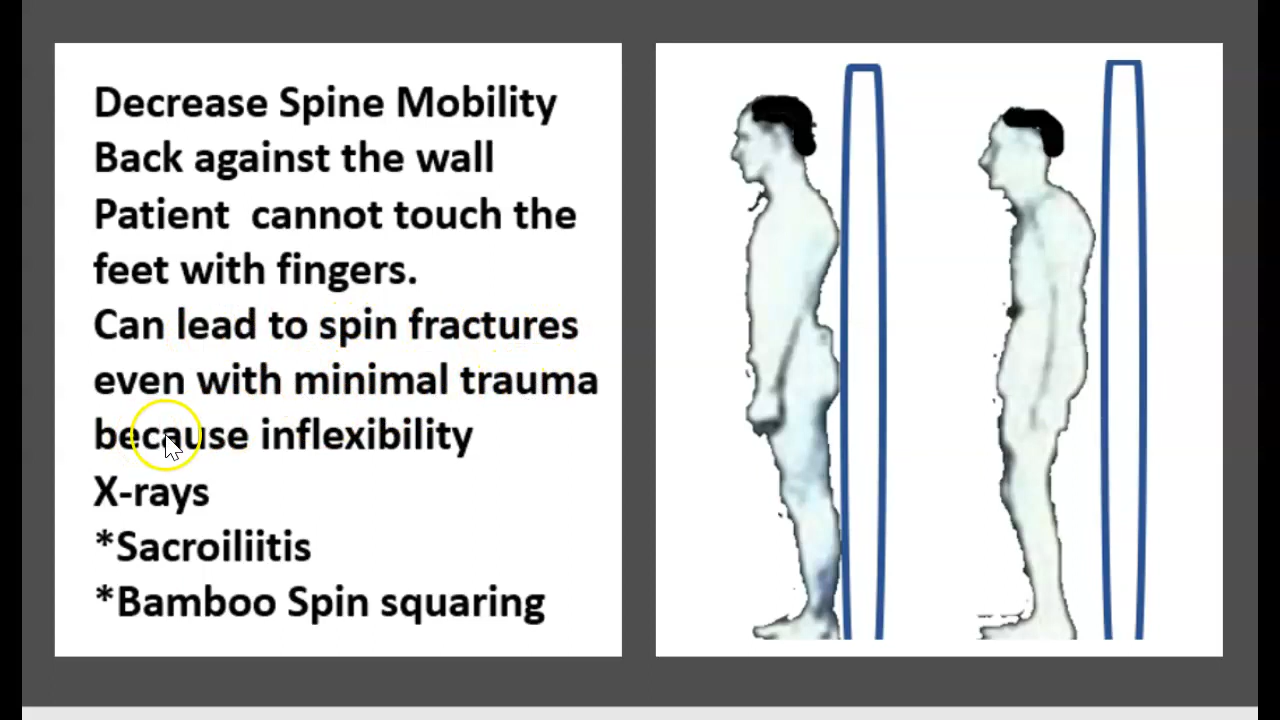 Decrease Spine Mobility
Back against the wall
Patient  cannot touch the
feet with fingers.
Can lead to spin fractures
even with minimal trauma
because inflexibility
X-rays
*Sacroiliitis
*Bamboo Spin squaring